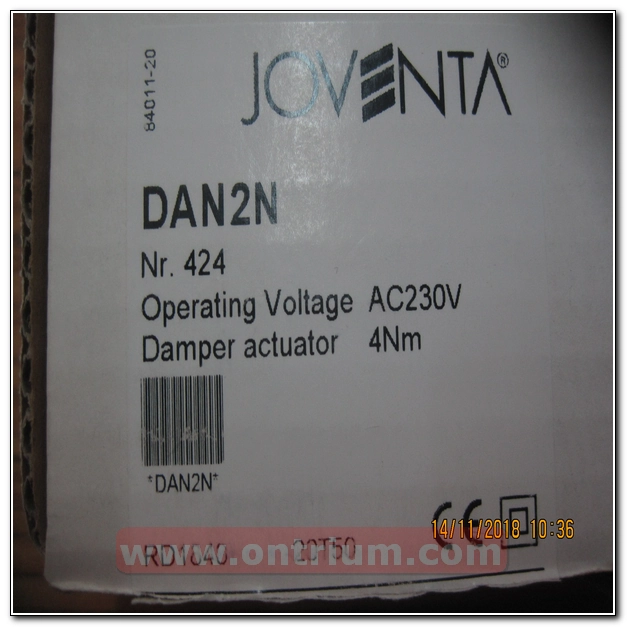 84011-20
JOVENTA®
DAN2N
Nr. 424
Operating Voltage AC230V
Damper actuator 4Nm
*DAN2N*
14/11/2018 10:36
CE
www.ontrium.com